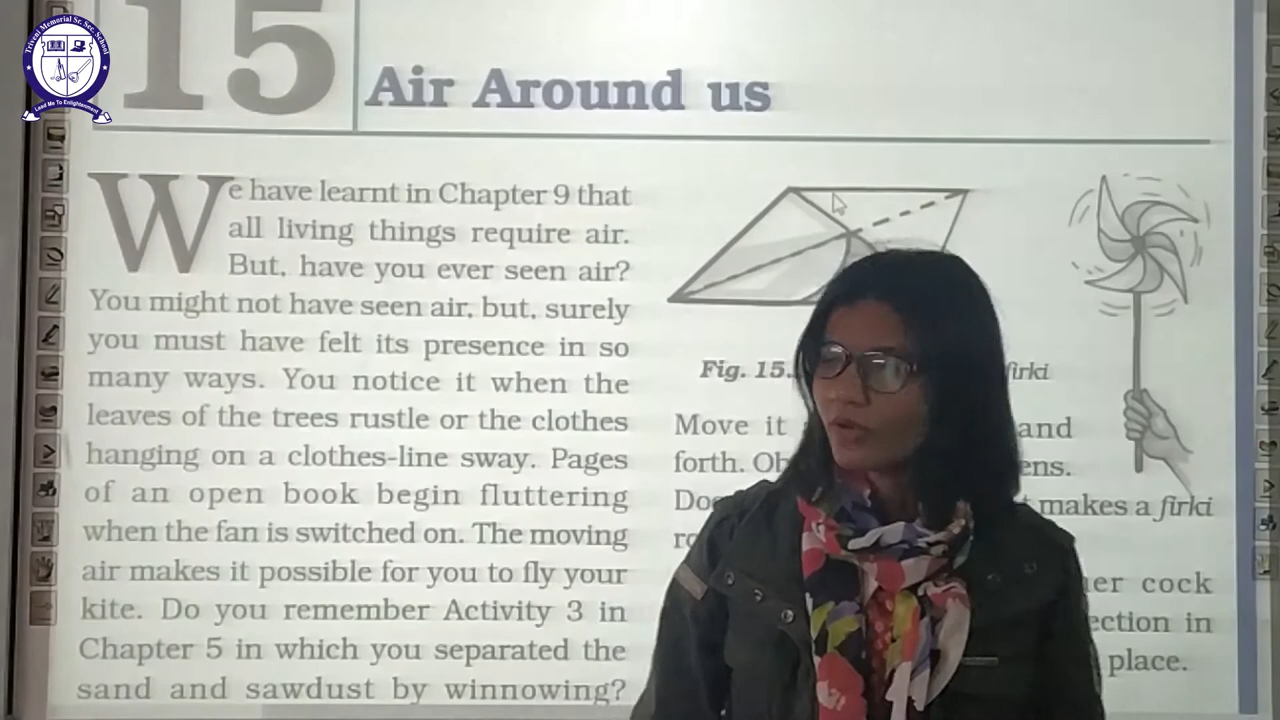 Triveni Memorial Sr. Sec. School
Lead Me To Enlightenment
15
Air Around us
We have learnt in Chapter 9 that
all living things require air.
But, have you ever seen air?
You might not have seen air, but, surely
you must have felt its presence in so
many ways. You notice it when the
leaves of the trees rustle or the clothes
hanging on a clothes-line sway. Pages
of an open book begin fluttering
when the fan is switched on. The moving
air makes it possible for you to fly your
kite. Do you remember Activity 3 in
Chapter 5 in which you separated the
sand and sawdust by winnowing?
Fig. 15. firki
Move it and
forth.
makes a firki
cock
in
place.